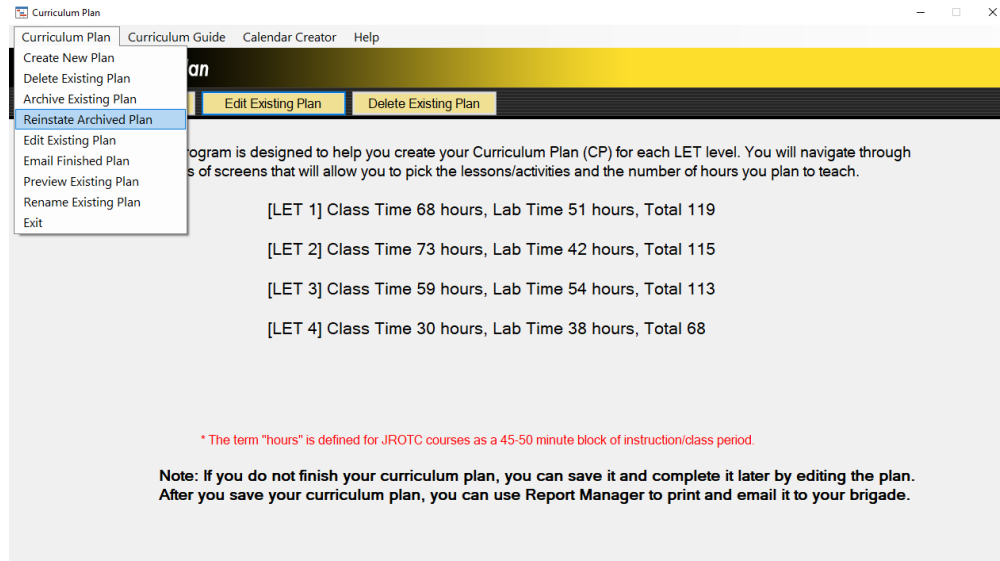 Curriculum Plan
Curriculum Plan Curriculum Guide Calendar Creator Help
Create New Plan
Delete Existing Plan
Archive Existing Plan
Reinstate Archived Plan
Edit Existing Plan
Email Finished Plan
Preview Existing Plan
Rename Existing Plan
Exit
an
Edit Existing Plan Delete Existing Plan
rogram is designed to help you create your Curriculum Plan (CP) for each LET level. You will navigate through
s of screens that will allow you to pick the lessons/activities and the number of hours you plan to teach.
[LET 1] Class Time 68 hours, Lab Time 51 hours, Total 119
[LET 2] Class Time 73 hours, Lab Time 42 hours, Total 115
[LET 3] Class Time 59 hours, Lab Time 54 hours, Total 113
[LET 4] Class Time 30 hours, Lab Time 38 hours, Total 68
* The term "hours" is defined for JROTC courses as a 45-50 minute block of instruction/class period.
Note: If you do not finish your curriculum plan, you can save it and complete it later by editing the plan.
After you save your curriculum plan, you can use Report Manager to print and email it to your brigade.